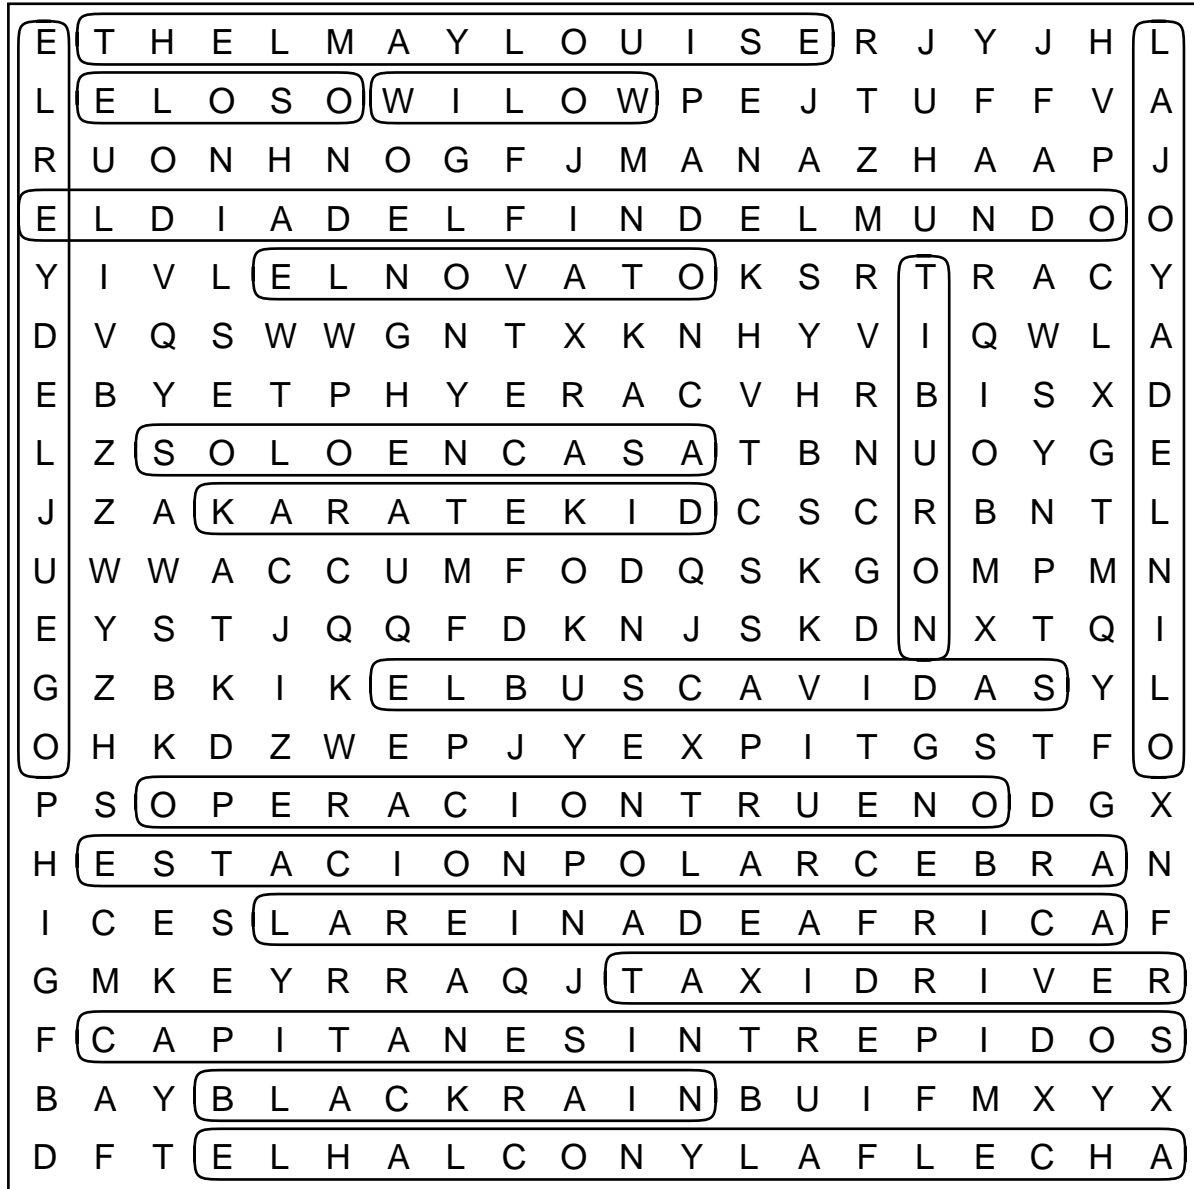 E T H E L M A Y L O U I S E R J Y J H L
L E L O S O W I L O W P E J T U F F V A
R U O N H N O G F J M A N A Z H A A P J
E L D I A D E L F I N D E L M U N D O O
Y I V L E L N O V A T O K S R T R A C Y
D V Q S W W G N T X K N H Y V I Q W L A
E B Y E T P H Y E R A C V H R B I S X D
L Z S O L O E N C A S A T B N U O Y G E
J Z A K A R A T E K I D C S C R B N T L
U W W A C C U M F O D Q S K G O M P M N
E Y S T J Q Q F D K N J S K D N X T Q I
G Z B K I K E L B U S C A V I D A S Y L
O H K D Z W E P J Y E X P I T G S T F O
P S O P E R A C I O N T R U E N O D G X
H E S T A C I O N P O L A R C E B R A N
I C E S L A R E I N A D E A F R I C A F
G M K E Y R R A Q J T A X I D R I V E R
F C A P I T A N E S I N T R E P I D O S
B A Y B L A C K R A I N B U I F M X Y X
D F T E L H A L C O N Y L A F L E C H A